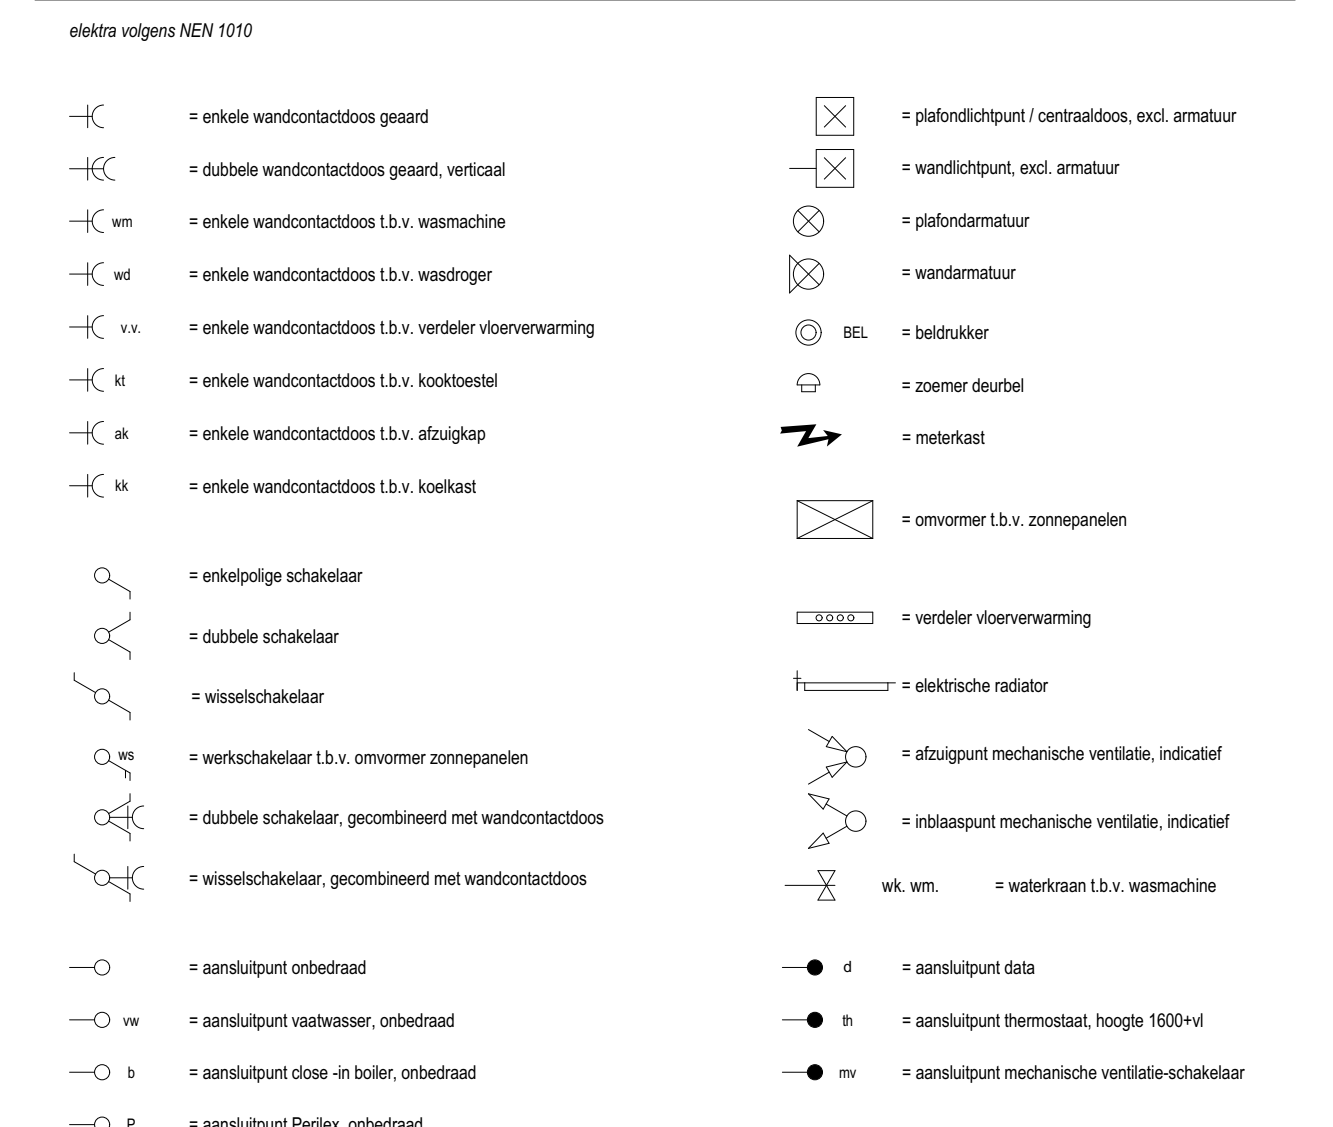 elektra volgens NEN 1010
= enkele wandcontactdoos geaard
= dubbele wandcontactdoos geaard, verticaal
wm = enkele wandcontactdoos t.b.v. wasmachine
wd = enkele wandcontactdoos t.b.v. wasdroger
v.v. = enkele wandcontactdoos t.b.v. verdeler vloerverwarming
kt = enkele wandcontactdoos t.b.v. kooktoestel
ak = enkele wandcontactdoos t.b.v. afzuigkap
kk = enkele wandcontactdoos t.b.v. koelkast
= enkelpolige schakelaar
= dubbele schakelaar
= wisselschakelaar
ws = werkschakelaar t.b.v. omvormer zonnepanelen
= dubbele schakelaar, gecombineerd met wandcontactdoos
= wisselschakelaar, gecombineerd met wandcontactdoos
= aansluitpunt onbedraad
vw = aansluitpunt vaatwasser, onbedraad
b = aansluitpunt close -in boiler, onbedraad
P = aansluitpunt Perilex, onbedraad
= plafondlichtpunt / centraaldoos, excl. armatuur
= wandlichtpunt, excl. armatuur
= plafondarmatuur
= wandarmatuur
BEL = beldrukker
= zoemer deurbel
= meterkast
= omvormer t.b.v. zonnepanelen
= verdeler vloerverwarming
= elektrische radiator
= afzuigpunt mechanische ventilatie, indicatief
= inblaaspunt mechanische ventilatie, indicatief
wk. wm. = waterkraan t.b.v. wasmachine
d = aansluitpunt data
th = aansluitpunt thermostaat, hoogte 1600+vl
mv = aansluitpunt mechanische ventilatie-schakelaar